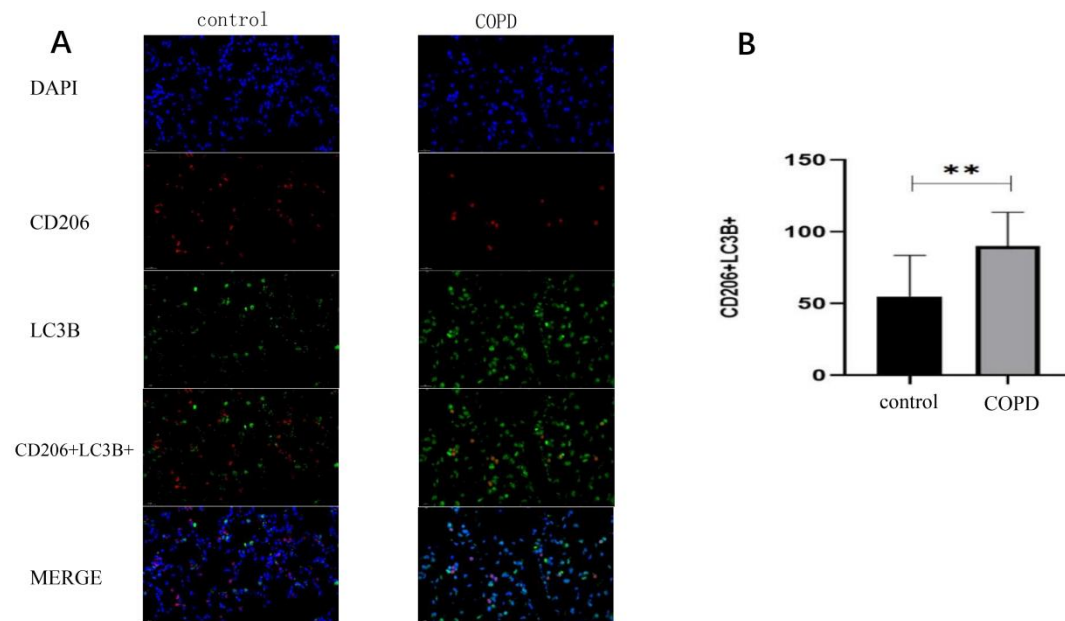 A
control
COPD
DAPI
CD206
LC3B
CD206+LC3B+
MERGE
B
150
100
50
0
**
CD206+LC3B+
control
COPD